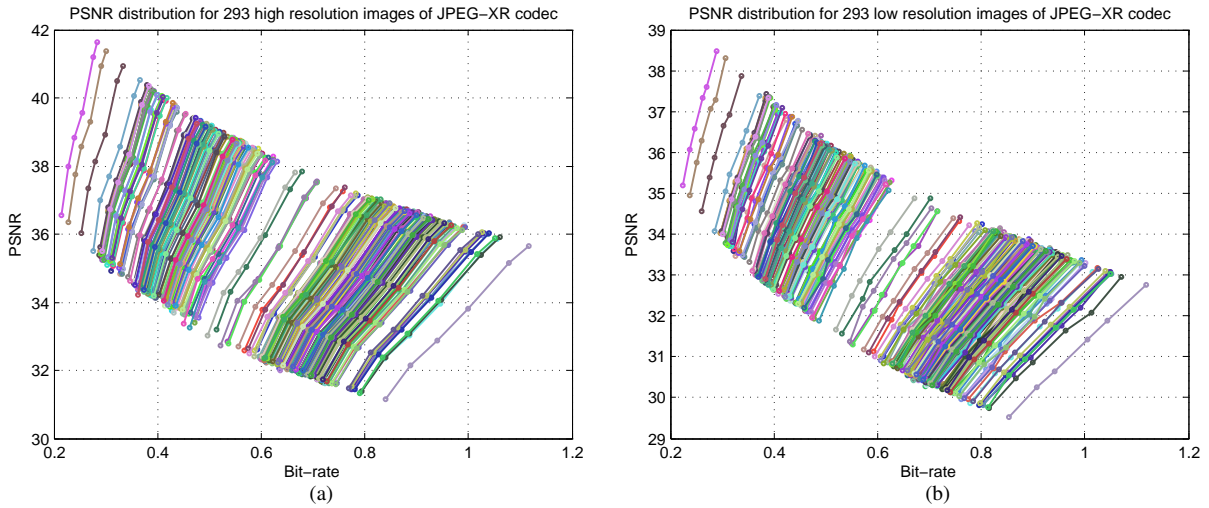 PSNR distribution for 293 high resolution images of JPEG−XR codec
42
40
38
36
34
32
30
PSNR
0.2 0.4 0.6 0.8 1 1.2
Bit−rate
(a)
PSNR distribution for 293 low resolution images of JPEG−XR codec
39
38
37
36
35
34
33
32
31
30
29
PSNR
0.2 0.4 0.6 0.8 1 1.2
Bit−rate
(b)